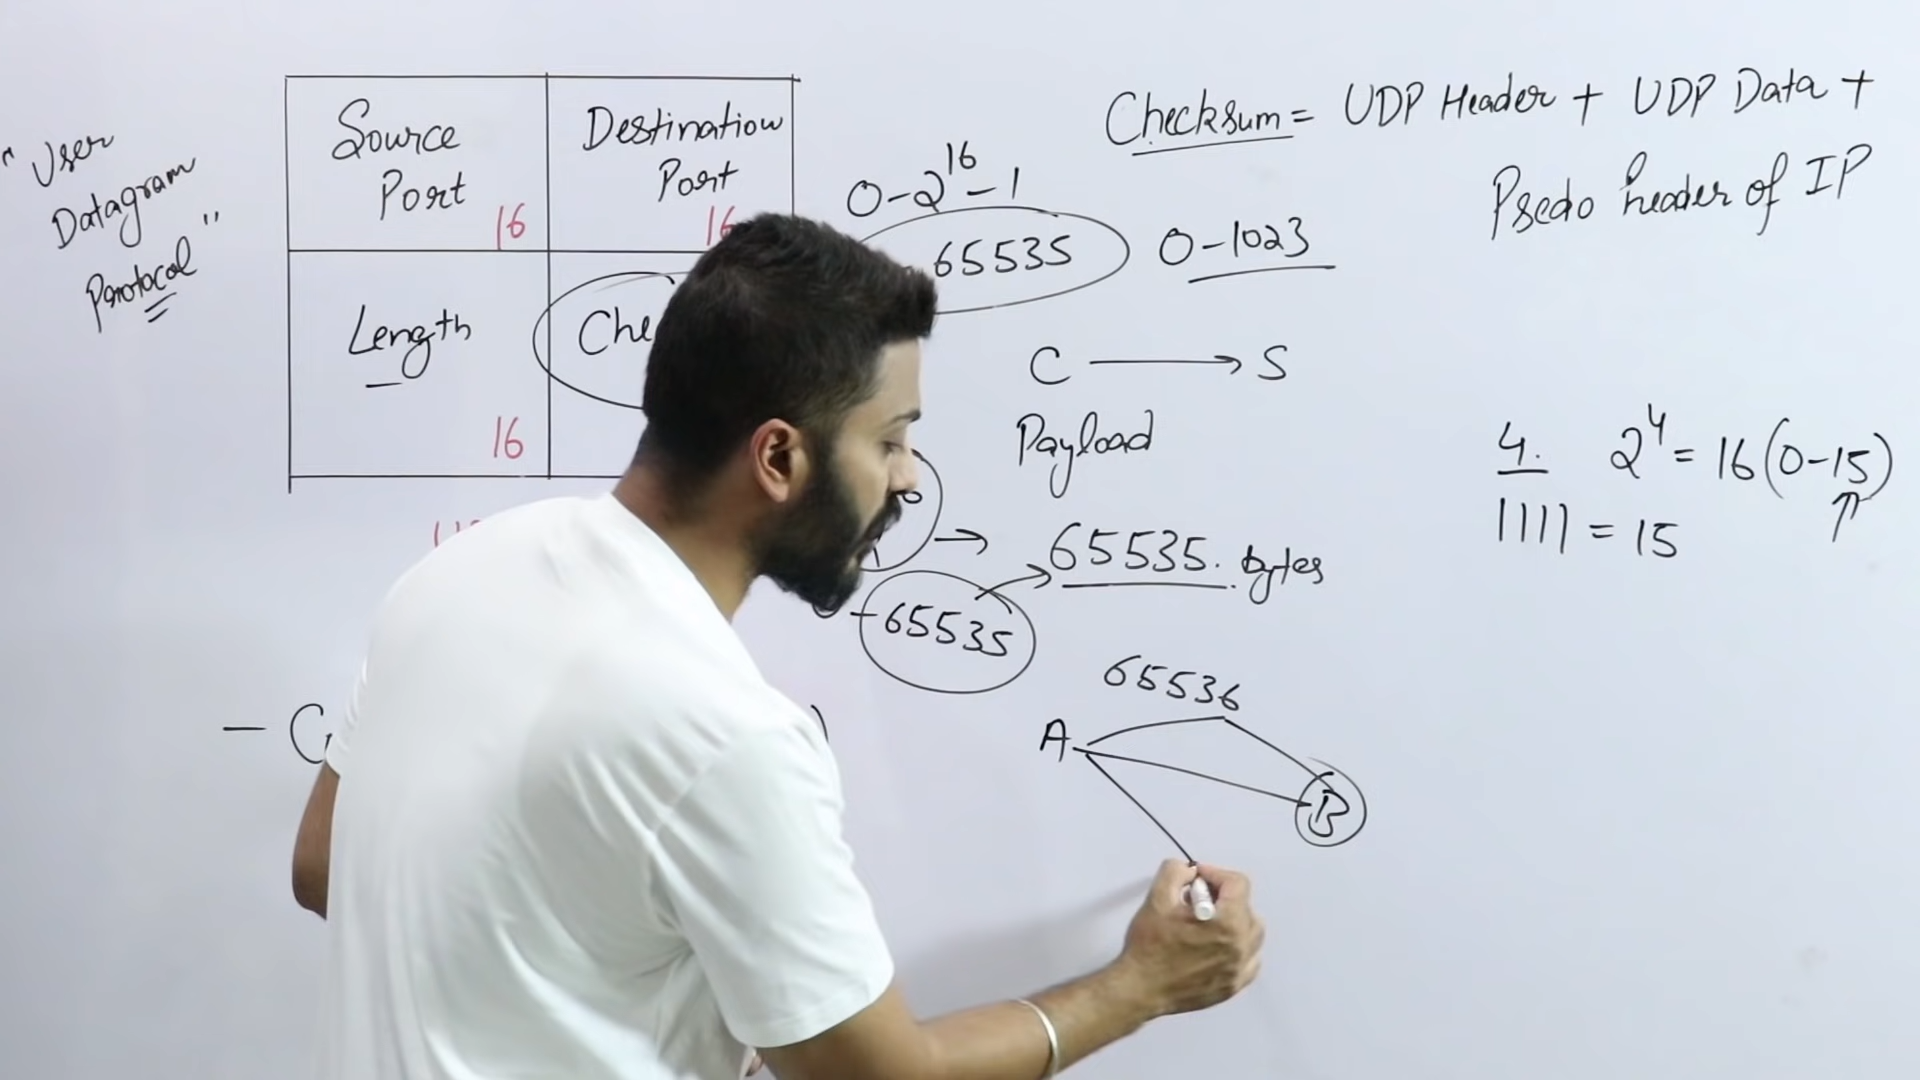 "User
Datagram
Protocol"
Source
Port
16
Destination
Port
16
Length
16
Che
0-2^16-1
65535
0-1023
Checksum = UDP Header + UDP Data +
Psedo header of IP
C → S
Payload
→ 65535. bytes
-65535
65536
A
B
4. 2^4 = 16(0-15)
1111 = 15